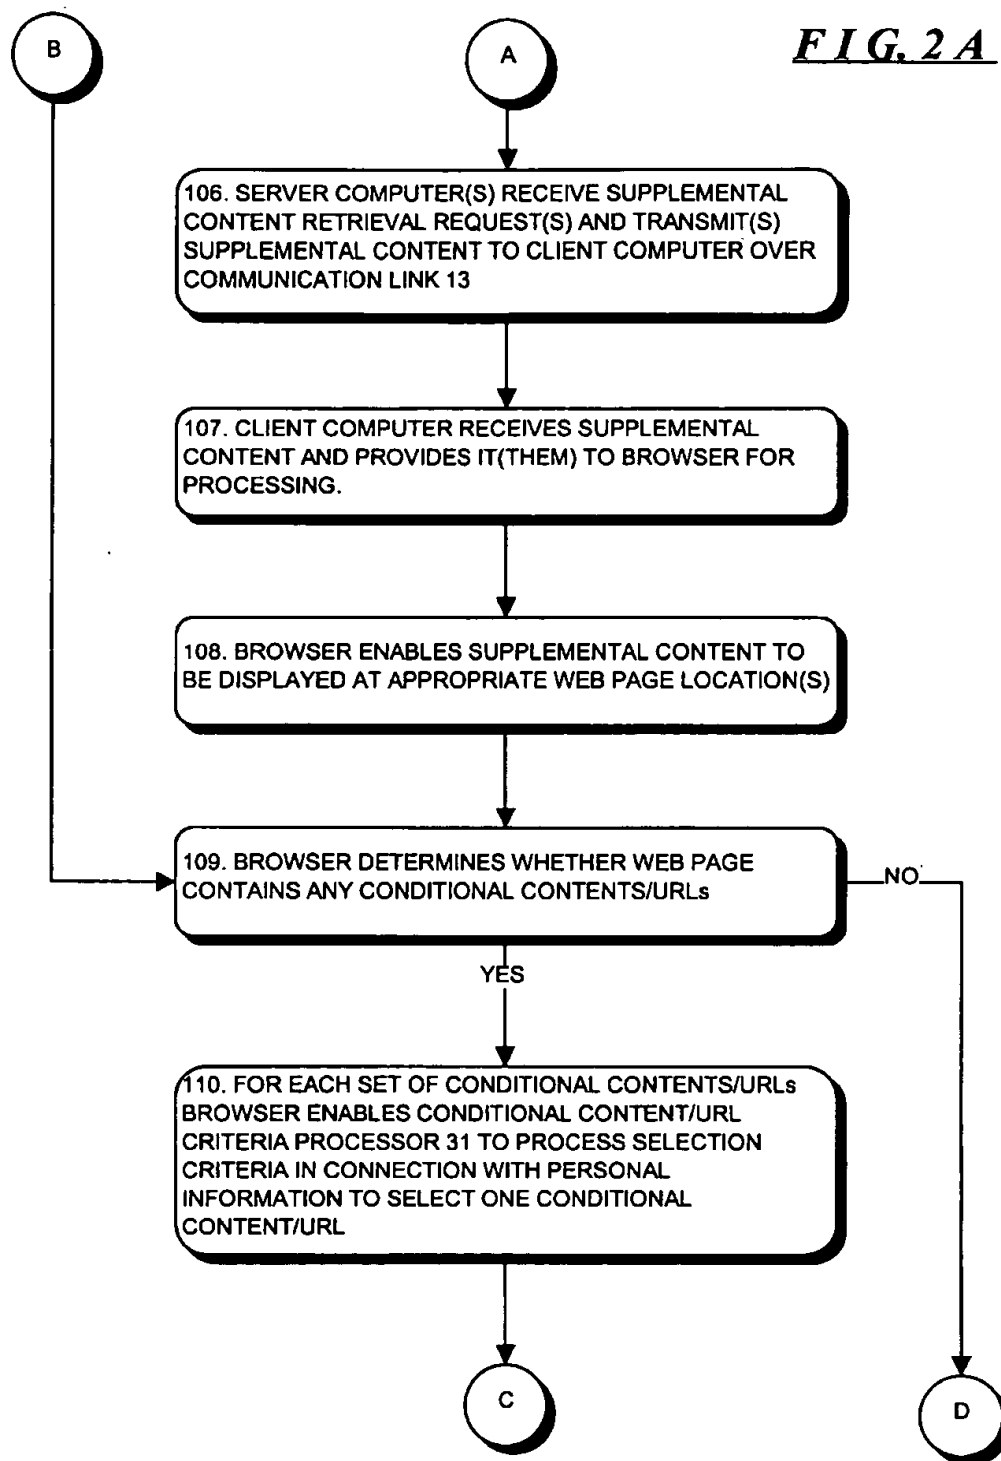 B
A
FIG. 2A
106. SERVER COMPUTER(S) RECEIVE SUPPLEMENTAL
CONTENT RETRIEVAL REQUEST(S) AND TRANSMIT(S)
SUPPLEMENTAL CONTENT TO CLIENT COMPUTER OVER
COMMUNICATION LINK 13
107. CLIENT COMPUTER RECEIVES SUPPLEMENTAL
CONTENT AND PROVIDES IT(THEM) TO BROWSER FOR
PROCESSING.
108. BROWSER ENABLES SUPPLEMENTAL CONTENT TO
BE DISPLAYED AT APPROPRIATE WEB PAGE LOCATION(S)
109. BROWSER DETERMINES WHETHER WEB PAGE
CONTAINS ANY CONDITIONAL CONTENTS/URLs
NO
YES
110. FOR EACH SET OF CONDITIONAL CONTENTS/URLs
BROWSER ENABLES CONDITIONAL CONTENT/URL
CRITERIA PROCESSOR 31 TO PROCESS SELECTION
CRITERIA IN CONNECTION WITH PERSONAL
INFORMATION TO SELECT ONE CONDITIONAL
CONTENT/URL
C
D